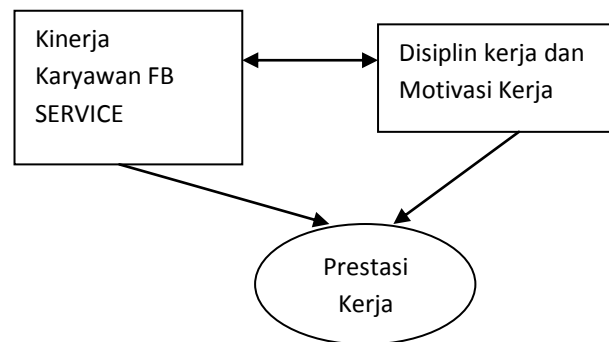 Kinerja
Karyawan FB
SERVICE
Disiplin kerja dan
Motivasi Kerja
Prestasi
Kerja